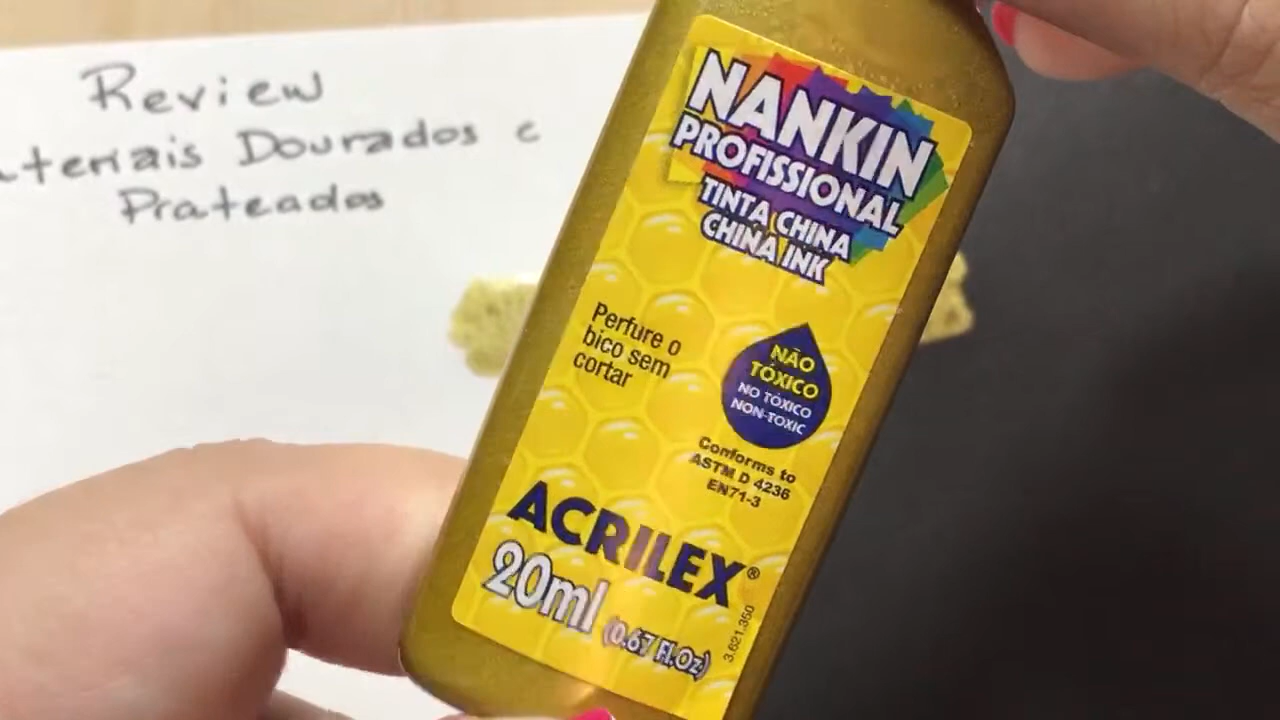 Review
Dourados e
Prateados
NANKIN
PROFISSIONAL
TINTA CHINA
CHINA INK
Perfure o
bico sem
cortar
NÃO
TÓXICO
NO TÓXICO
NON-TOXIC
Conforms to
ASTM D 4236
EN71-3
ACRILEX®
20ml (0.67 Fl.Oz)
3.621.350